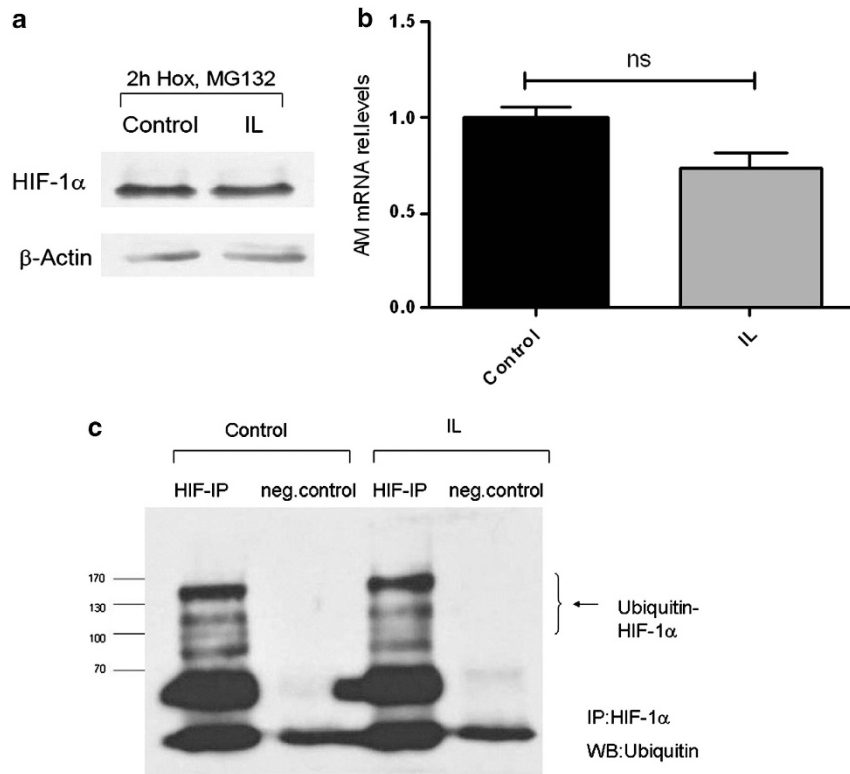 a
2h Hox, MG132
Control IL
HIF-1α
β-Actin
b
AM mRNA rel.levels
1.5
1.0
0.5
0.0
ns
Control
IL
c
Control IL
HIF-IP neg.control HIF-IP neg.control
170
130
100
70
Ubiquitin-
HIF-1α
IP:HIF-1α
WB:Ubiquitin